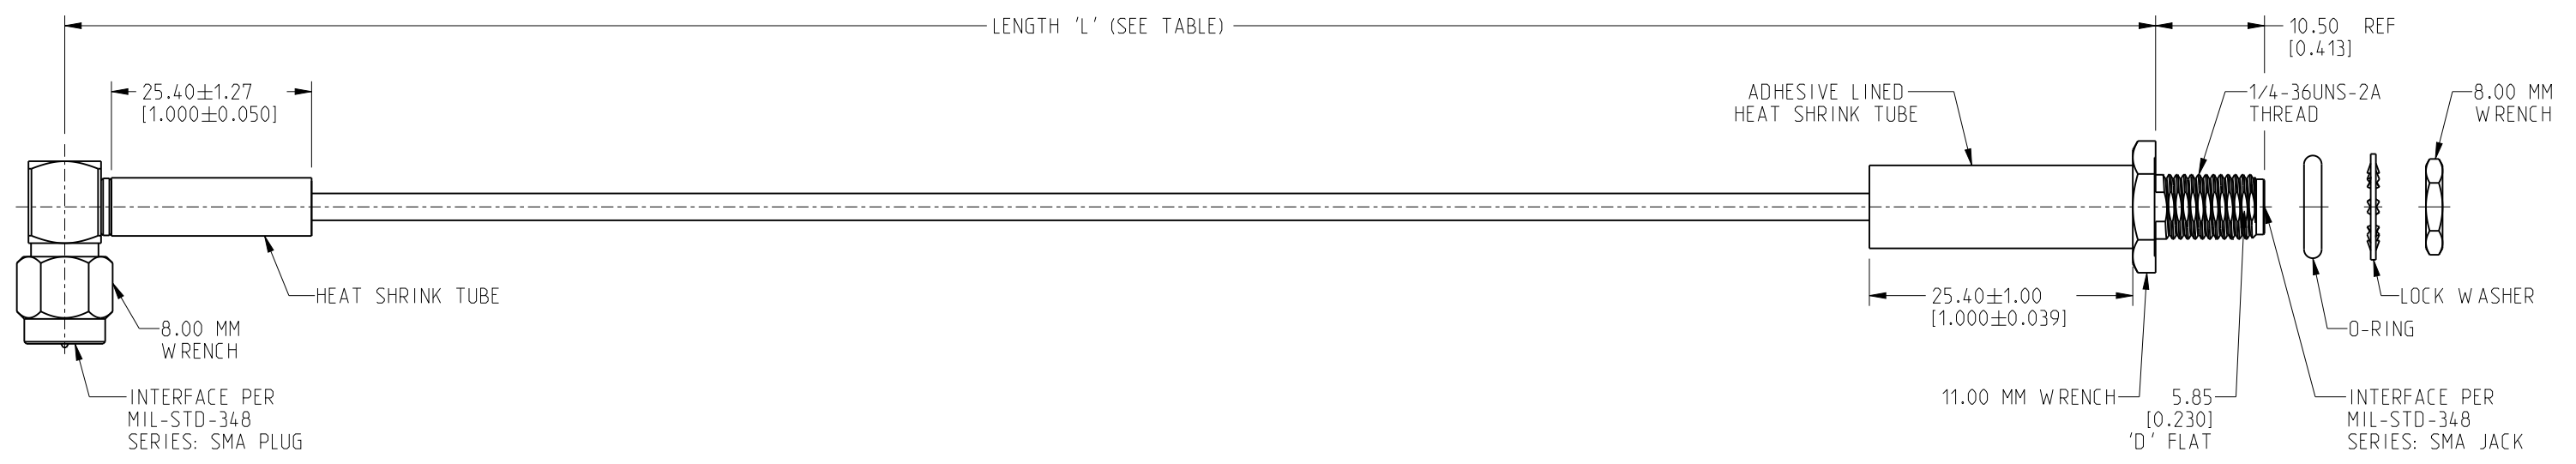 LENGTH 'L' (SEE TABLE)
10.50 REF
[0.413]
25.40±1.27
[1.000±0.050]
ADHESIVE LINED
HEAT SHRINK TUBE
1/4-36UNS-2A
THREAD
8.00 MM
WRENCH
HEAT SHRINK TUBE
25.40±1.00
[1.000±0.039]
LOCK WASHER
8.00 MM
WRENCH
O-RING
INTERFACE PER
MIL-STD-348
SERIES: SMA PLUG
11.00 MM WRENCH
5.85
[0.230]
'D' FLAT
INTERFACE PER
MIL-STD-348
SERIES: SMA JACK